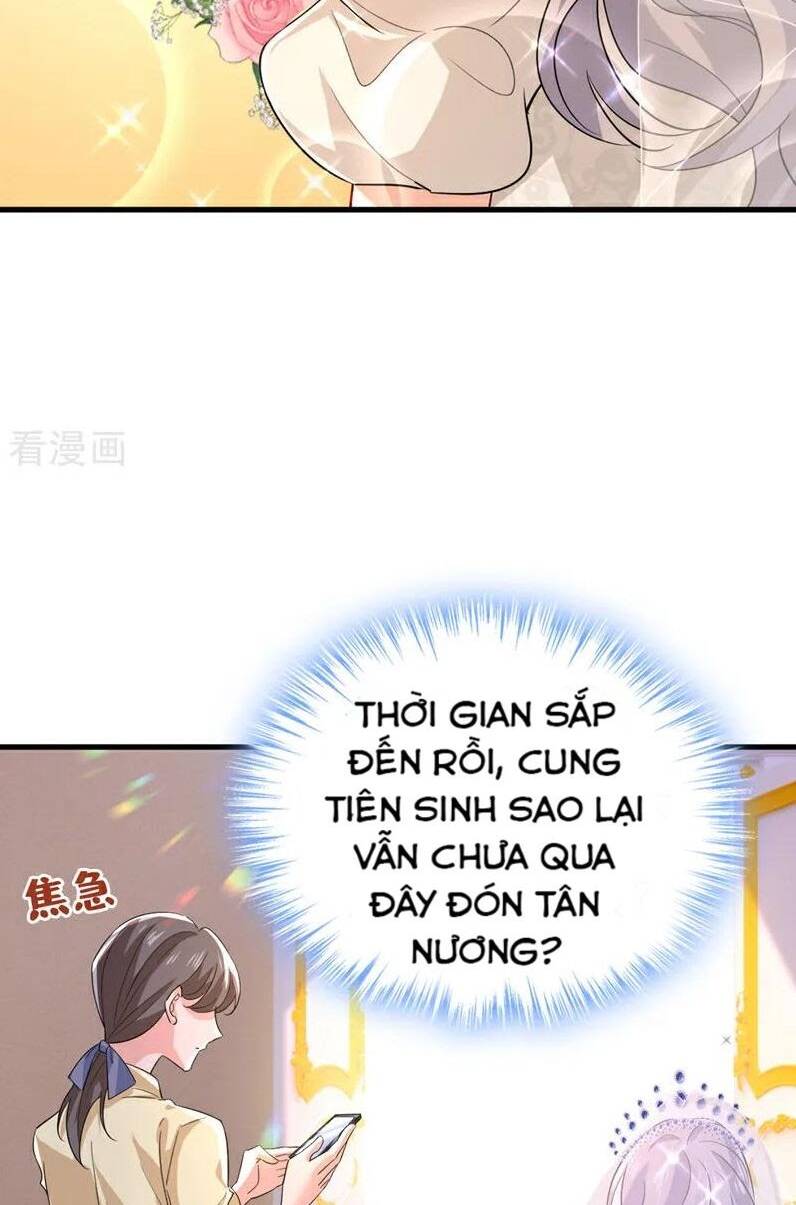 看漫画
THỜI GIAN SẮP
ĐẾN RỒI, CUNG
TIÊN SINH SAO LẠI
VẪN CHƯA QUA
ĐÂY ĐÓN TÂN
NƯƠNG?
焦急